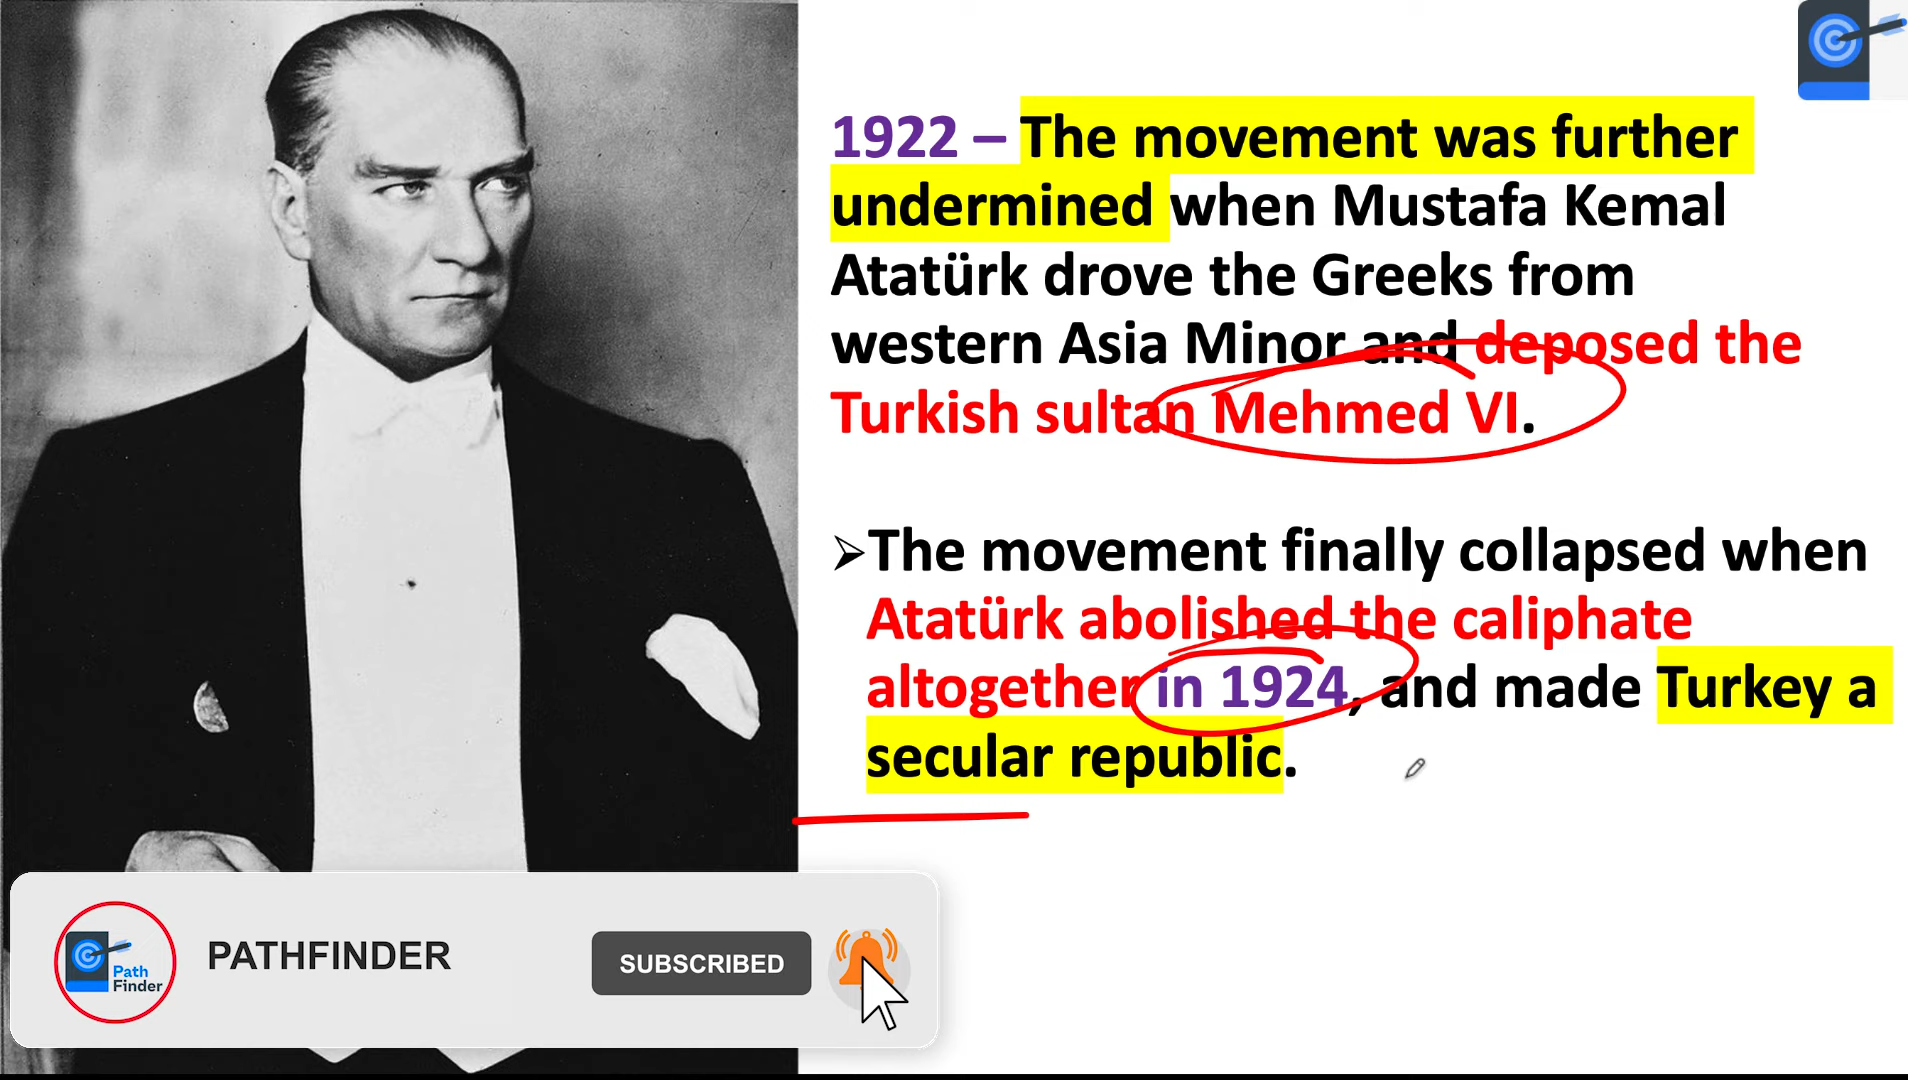 1922 – The movement was further
undermined when Mustafa Kemal
Atatürk drove the Greeks from
western Asia Minor and deposed the
Turkish sultan Mehmed VI.
➢The movement finally collapsed when
Atatürk abolished the caliphate
altogether in 1924, and made Turkey a
secular republic.
Path
Finder
PATHFINDER
SUBSCRIBED